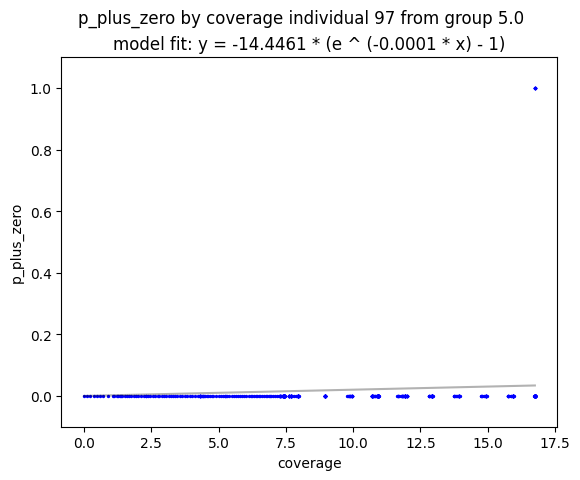 p_plus_zero by coverage individual 97 from group 5.0
model fit: y = -14.4461 * (e ^ (-0.0001 * x) - 1)
1.0
0.8
0.6
0.4
0.2
0.0
p_plus_zero
0.0 2.5 5.0 7.5 10.0 12.5 15.0 17.5
coverage